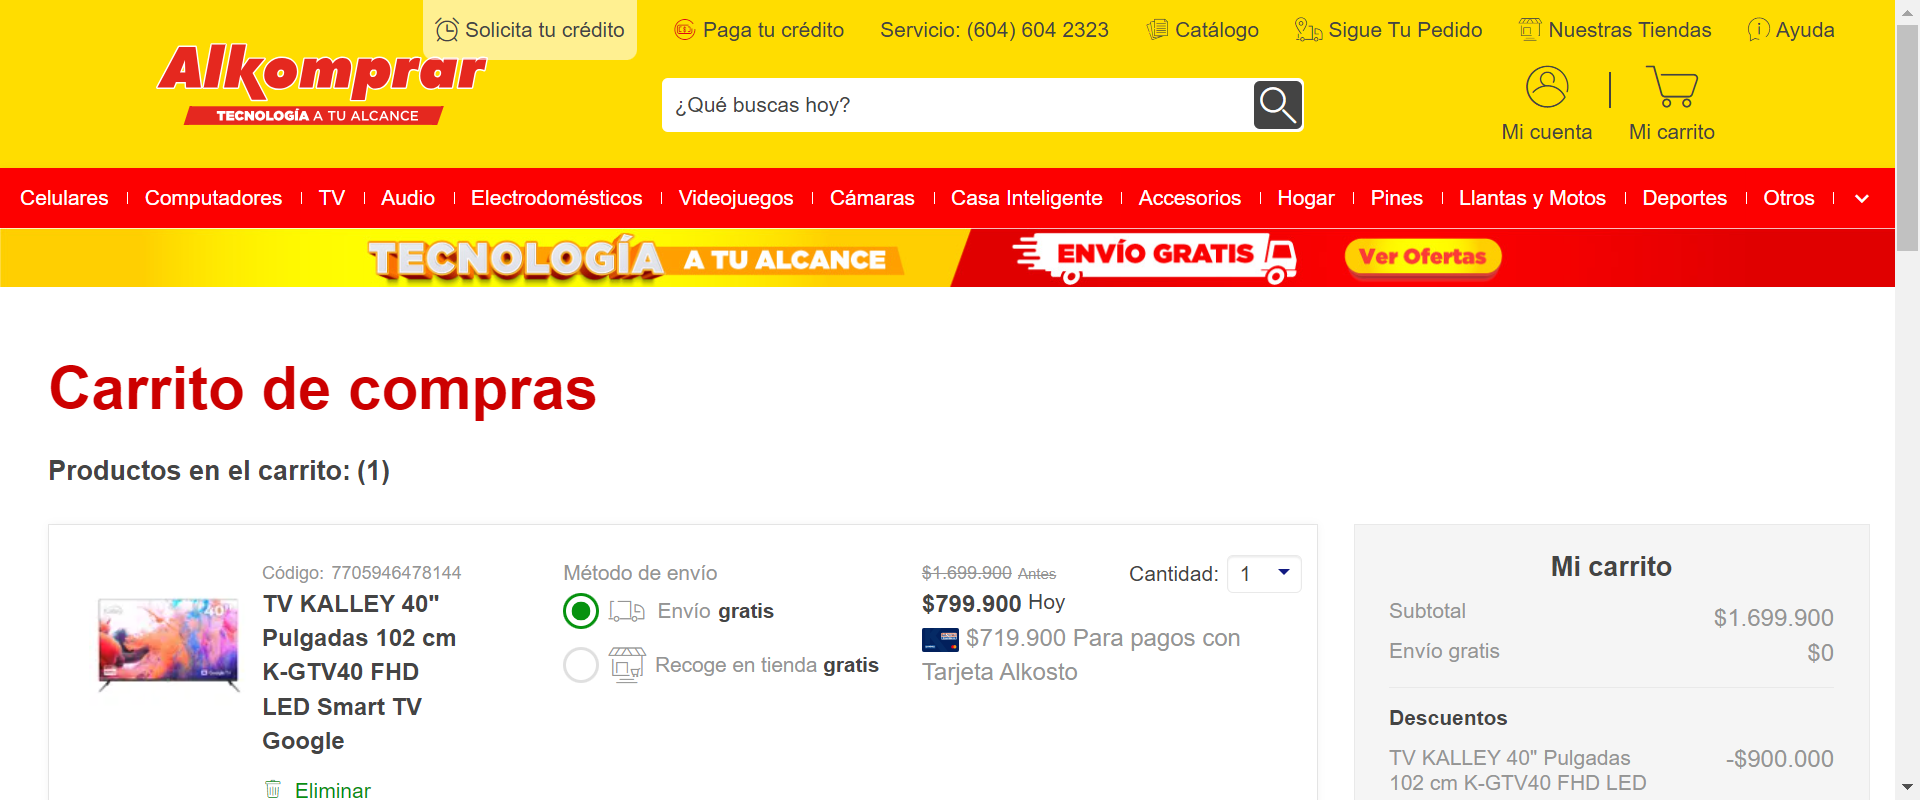 Solicita tu crédito
Paga tu crédito
Servicio: (604) 604 2323
Catálogo
Sigue Tu Pedido
Nuestras Tiendas
Ayuda
Alkomprar
TECNOLOGÍA A TU ALCANCE
¿Qué buscas hoy?
Mi cuenta
Mi carrito
Celulares
Computadores
TV
Audio
Electrodomésticos
Videojuegos
Cámaras
Casa Inteligente
Accesorios
Hogar
Pines
Llantas y Motos
Deportes
Otros
TECNOLOGÍA A TU ALCANCE
ENVÍO GRATIS
Ver Ofertas
Carrito de compras
Productos en el carrito: (1)
Código: 7705946478144
TV KALLEY 40"
Pulgadas 102 cm
K-GTV40 FHD
LED Smart TV
Google
Eliminar
Método de envío
Envío gratis
Recoge en tienda gratis
$1.699.900 Antes
$799.900 Hoy
$719.900 Para pagos con
Tarjeta Alkosto
Cantidad: 1
Mi carrito
Subtotal $1.699.900
Envío gratis $0
Descuentos
TV KALLEY 40" Pulgadas -$900.000
102 cm K-GTV40 FHD LED